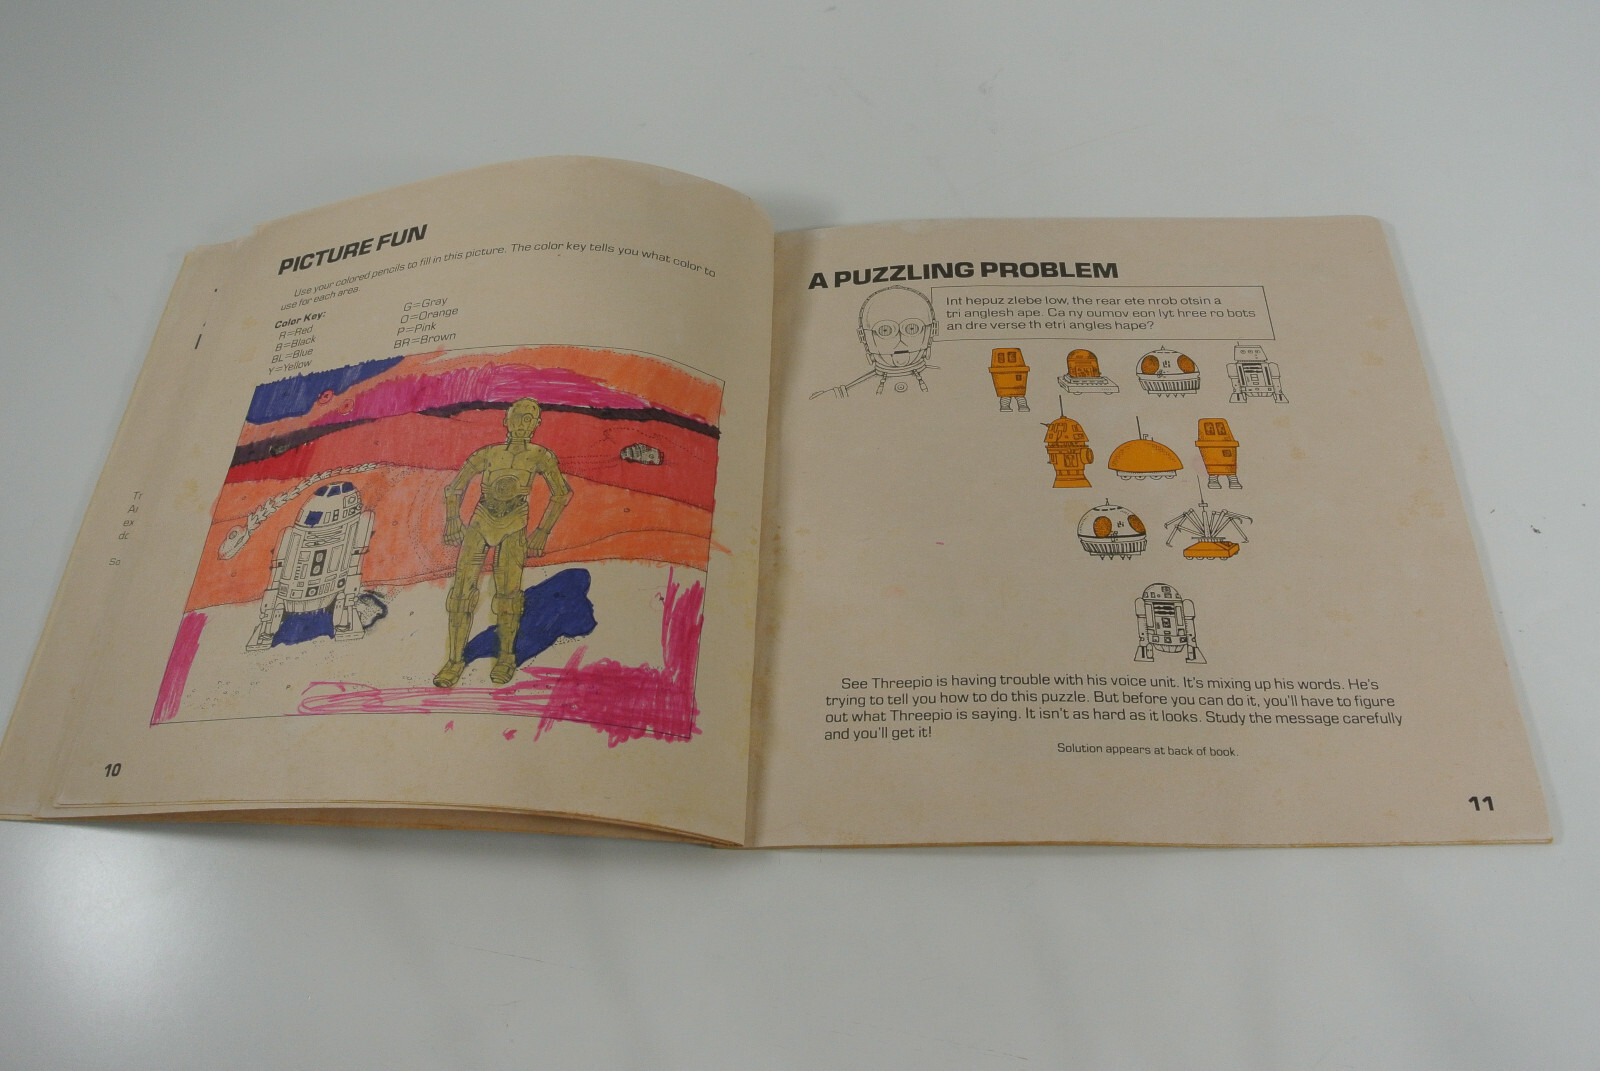 PICTURE FUN
Use your colored pencils to fill in this picture. The color key tells you what color to
use for each area.
Color Key:
R=Red
B=Black
BL=Blue
Y=Yellow
G=Gray
O=Orange
P=Pink
BR=Brown
Tr
Ar
ex
dc
So
10
A PUZZLING PROBLEM
Int hepuz zlebe low, the rear ete nrob otsin a
tri anglesh ape. Ca ny oumov eon lyt hree ro bots
an dre verse th etri angles hape?
See Threepio is having trouble with his voice unit. It's mixing up his words. He's
trying to tell you how to do this puzzle. But before you can do it, you'll have to figure
out what Threepio is saying. It isn't as hard as it looks. Study the message carefully
and you'll get it!
Solution appears at back of book.
11